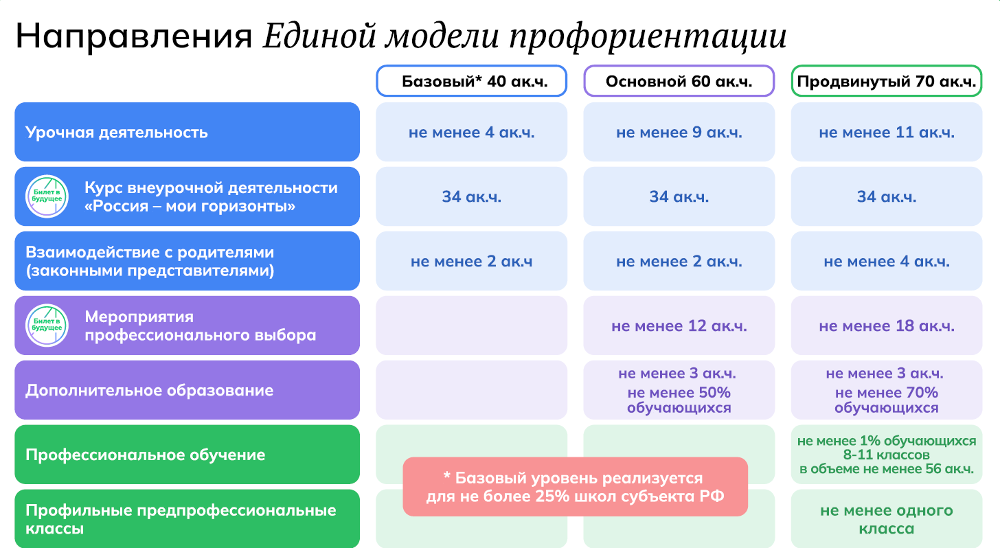 Направления Единой модели профориентации
Базовый* 40 ак.ч.
Основной 60 ак.ч.
Продвинутый 70 ак.ч.
Урочная деятельность
не менее 4 ак.ч.
не менее 9 ак.ч.
не менее 11 ак.ч.
Билет в
будущее
Курс внеурочной деятельности
«Россия – мои горизонты»
34 ак.ч.
34 ак.ч.
34 ак.ч.
Взаимодействие с родителями
(законными представителями)
не менее 2 ак.ч
не менее 2 ак.ч.
не менее 4 ак.ч.
Билет в
будущее
Мероприятия
профессионального выбора
не менее 12 ак.ч.
не менее 18 ак.ч.
Дополнительное образование
не менее 3 ак.ч.
не менее 50%
обучающихся
не менее 3 ак.ч.
не менее 70%
обучающихся
Профессиональное обучение
не менее 1% обучающихся
8-11 классов
в объеме не менее 56 ак.ч.
* Базовый уровень реализуется
для не более 25% школ субъекта РФ
Профильные предпрофессиональные
классы
не менее одного
класса